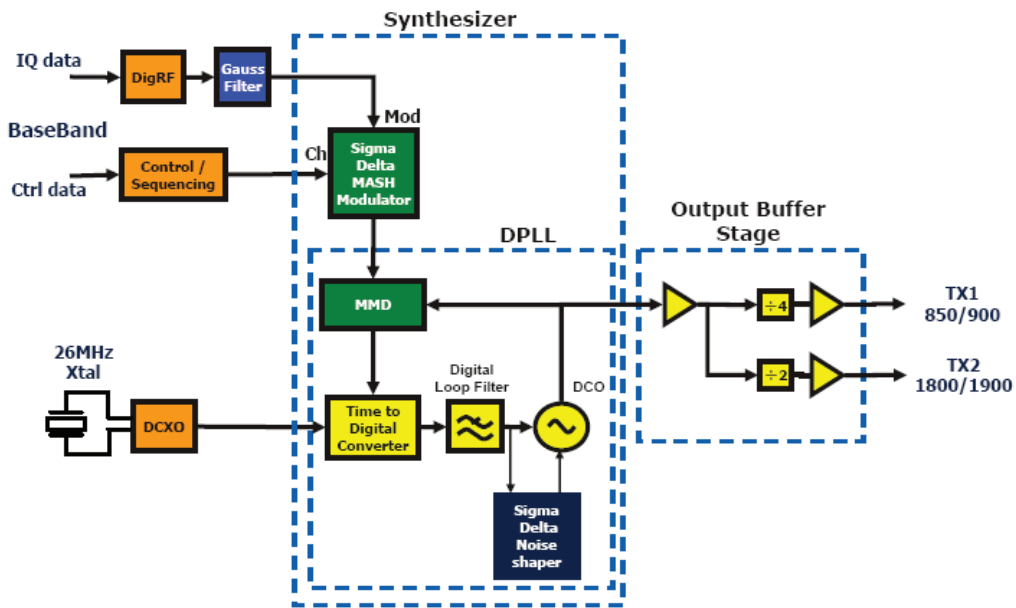 Synthesizer
IQ data
DigRF
Gauss
Filter
Mod
BaseBand
Ctrl data
Control /
Sequencing
Ch
Sigma
Delta
MASH
Modulator
DPLL
Output Buffer
Stage
MMD
÷4
TX1
850/900
26MHz
Xtal
DCXO
Time to
Digital
Converter
Digital
Loop Filter
DCO
÷2
TX2
1800/1900
Sigma
Delta
Noise
shaper